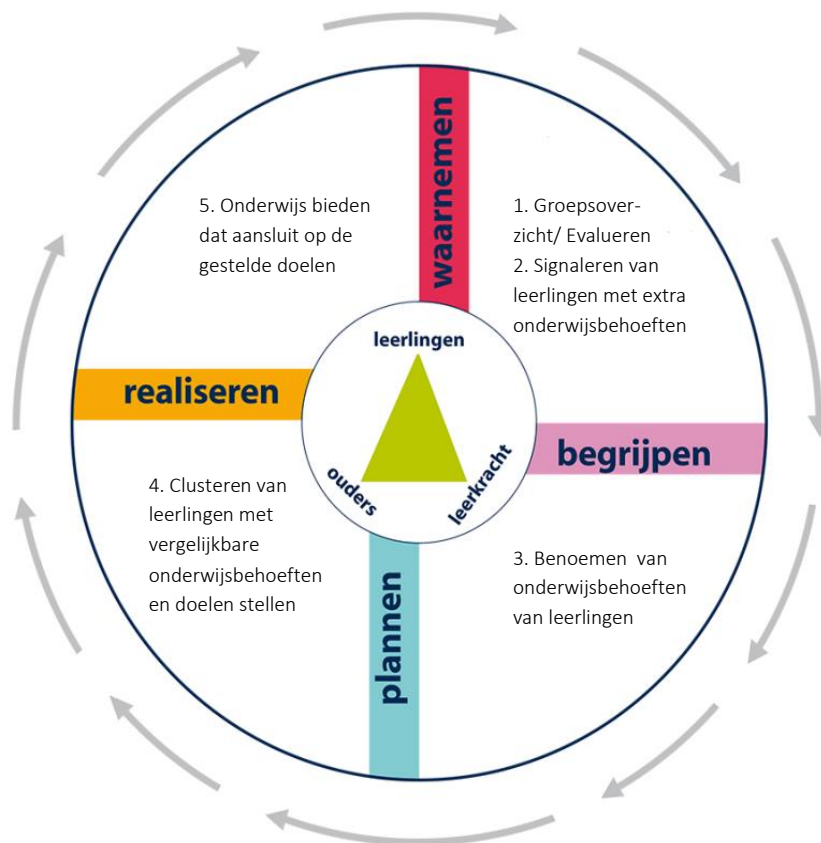 waarnemen
1. Groepsover-
zicht/ Evalueren
2. Signaleren van
leerlingen met extra
onderwijsbehoeften
begrijpen
3. Benoemen van
onderwijsbehoeften
van leerlingen
plannen
4. Clusteren van
leerlingen met
vergelijkbare
onderwijsbehoeften
en doelen stellen
realiseren
5. Onderwijs bieden
dat aansluit op de
gestelde doelen
leerlingen
ouders
leerkracht